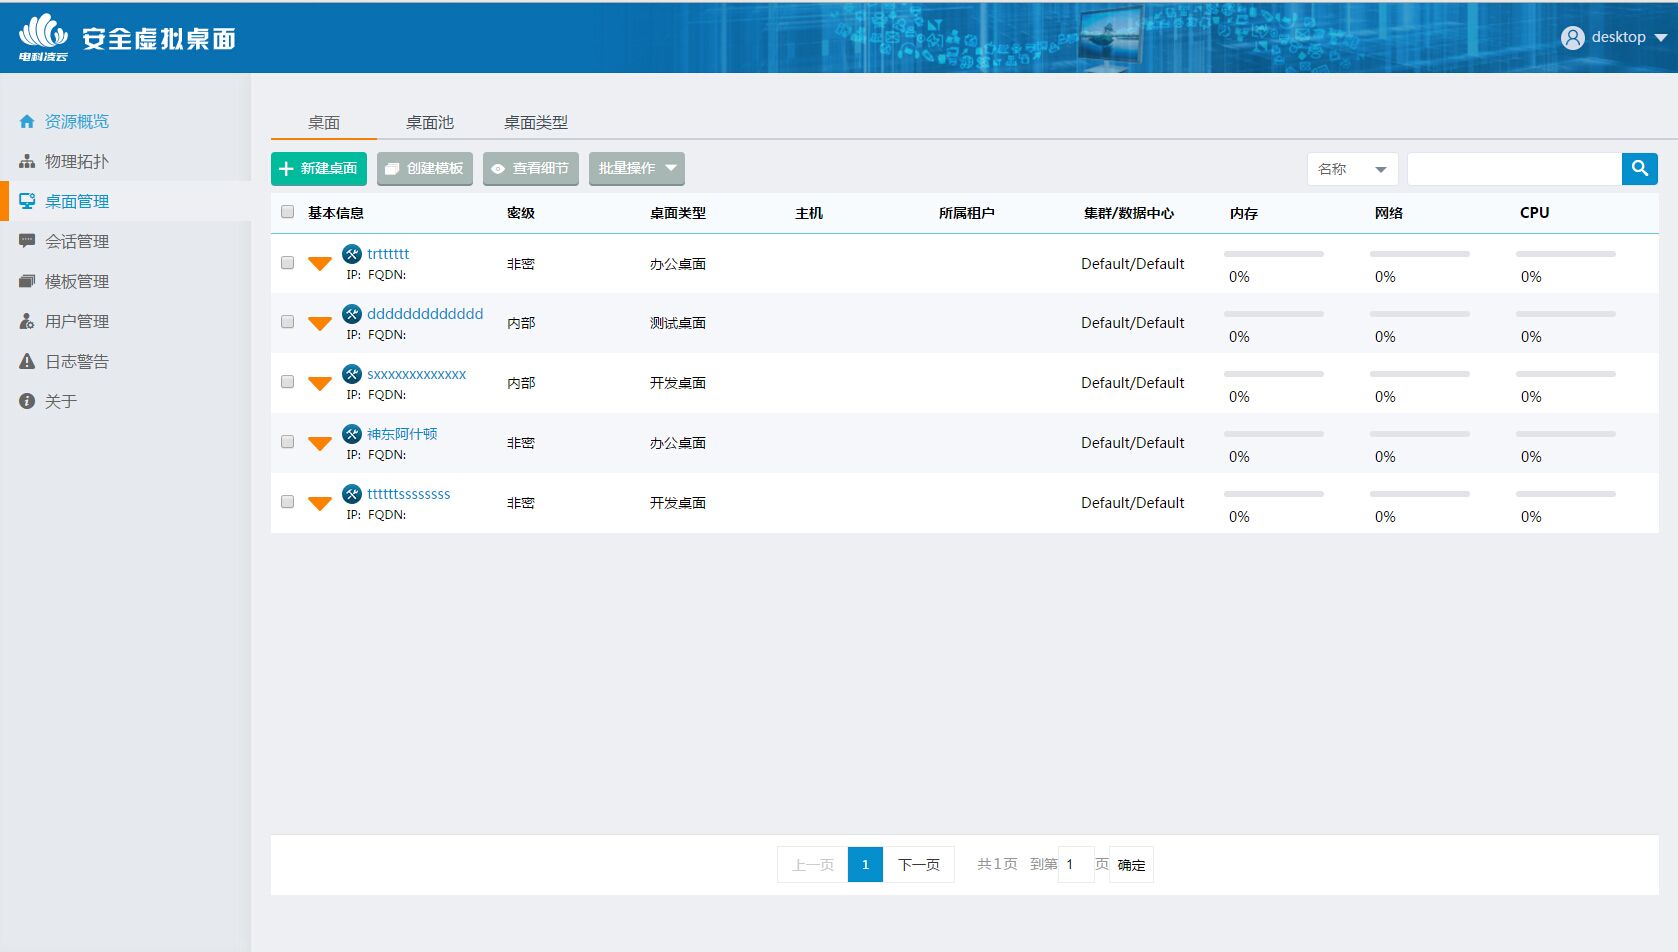 电科凌云 安全虚拟桌面 desktop
资源概览
物理拓扑
桌面管理
会话管理
模板管理
用户管理
日志警告
关于
桌面 桌面池 桌面类型
新建桌面 创建模板 查看细节 批量操作 名称
基本信息 密级 桌面类型 主机 所属租户 集群/数据中心 内存 网络 CPU
trtttttt 非密 办公桌面 Default/Default
IP: FQDN: 0% 0% 0%
ddddddddddddd 内部 测试桌面 Default/Default
IP: FQDN: 0% 0% 0%
sxxxxxxxxxxxxx 内部 开发桌面 Default/Default
IP: FQDN: 0% 0% 0%
神东阿什顿 非密 办公桌面 Default/Default
IP: FQDN: 0% 0% 0%
ttttttssssssss 非密 开发桌面 Default/Default
IP: FQDN: 0% 0% 0%
上一页 1 下一页 共1页 到第 1 页 确定